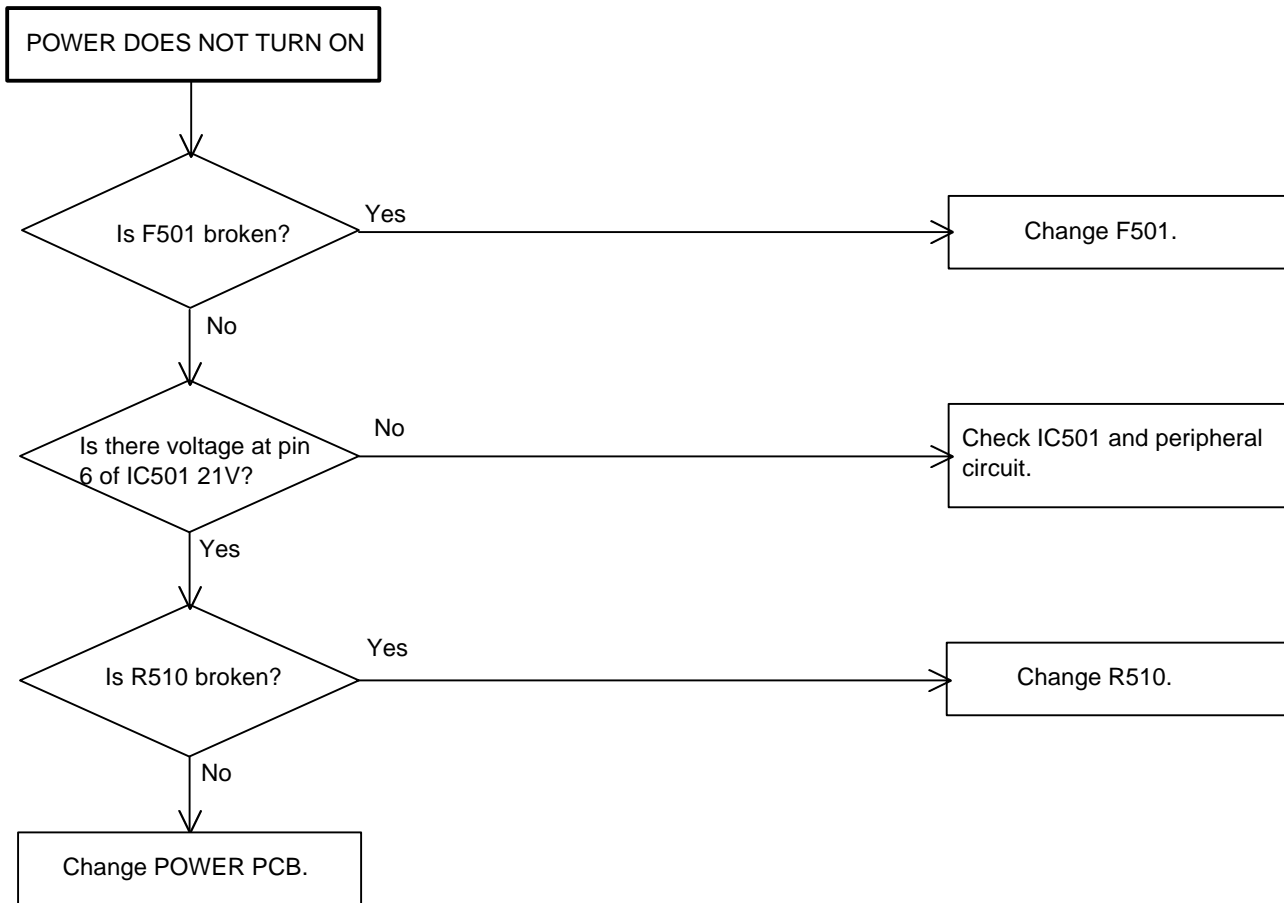 POWER DOES NOT TURN ON
Is F501 broken?
Yes
Change F501.
No
Is there voltage at pin
6 of IC501 21V?
No
Check IC501 and peripheral
circuit.
Yes
Is R510 broken?
Yes
Change R510.
No
Change POWER PCB.